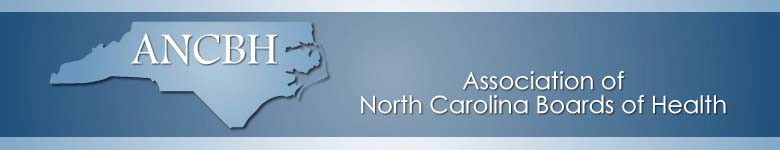 ANCBH
Association of
North Carolina Boards of Health